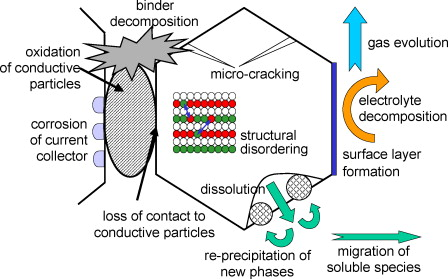 binder
decomposition
oxidation
of conductive
particles
gas evolution
micro-cracking
electrolyte
decomposition
corrosion
of current
collector
structural
disordering
surface layer
formation
dissolution
loss of contact to
conductive particles
re-precipitation of
new phases
migration of
soluble species